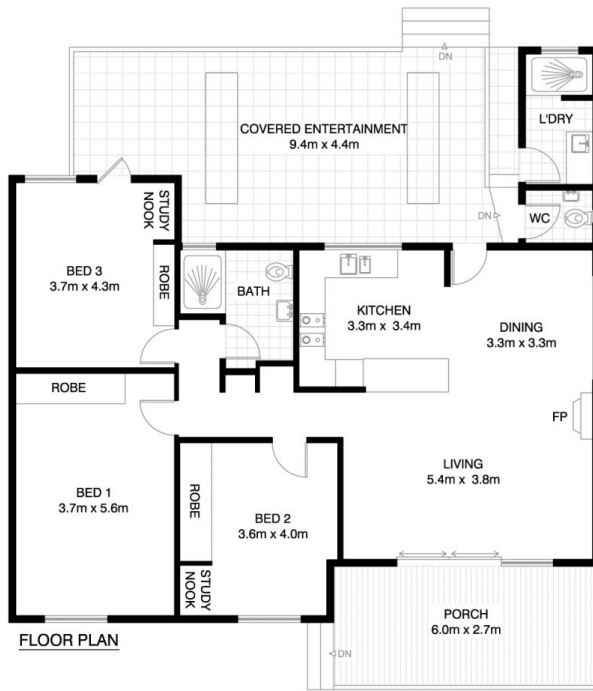 DN
L'DRY
COVERED ENTERTAINMENT
9.4m x 4.4m
STUDY
NOOK
DN
WC
BED 3
3.7m x 4.3m
ROBE
BATH
KITCHEN
3.3m x 3.4m
DINING
3.3m x 3.3m
ROBE
FP
LIVING
5.4m x 3.8m
BED 1
3.7m x 5.6m
ROBE
BED 2
3.6m x 4.0m
STUDY
NOOK
PORCH
6.0m x 2.7m
FLOOR PLAN
DN